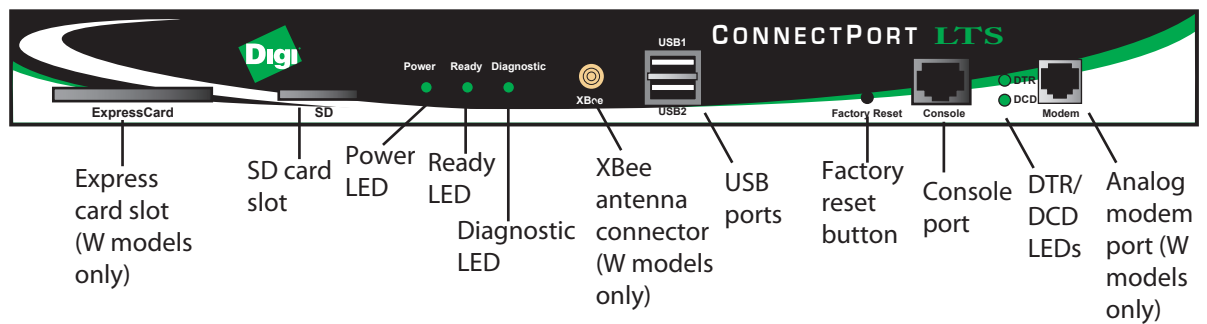 CONNECTPORT LTS
Digi
USB1
Power Ready Diagnostic
DTR
DCD
XBee
ExpressCard
SD
USB2
Factory Reset
Console
Modem
Express
card slot
(W models
only)
SD card
slot
Power
LED
Ready
LED
Diagnostic
LED
XBee
antenna
connector
(W models
only)
USB
ports
Factory
reset
button
Console
port
DTR/
DCD
LEDs
Analog
modem
port (W
models
only)